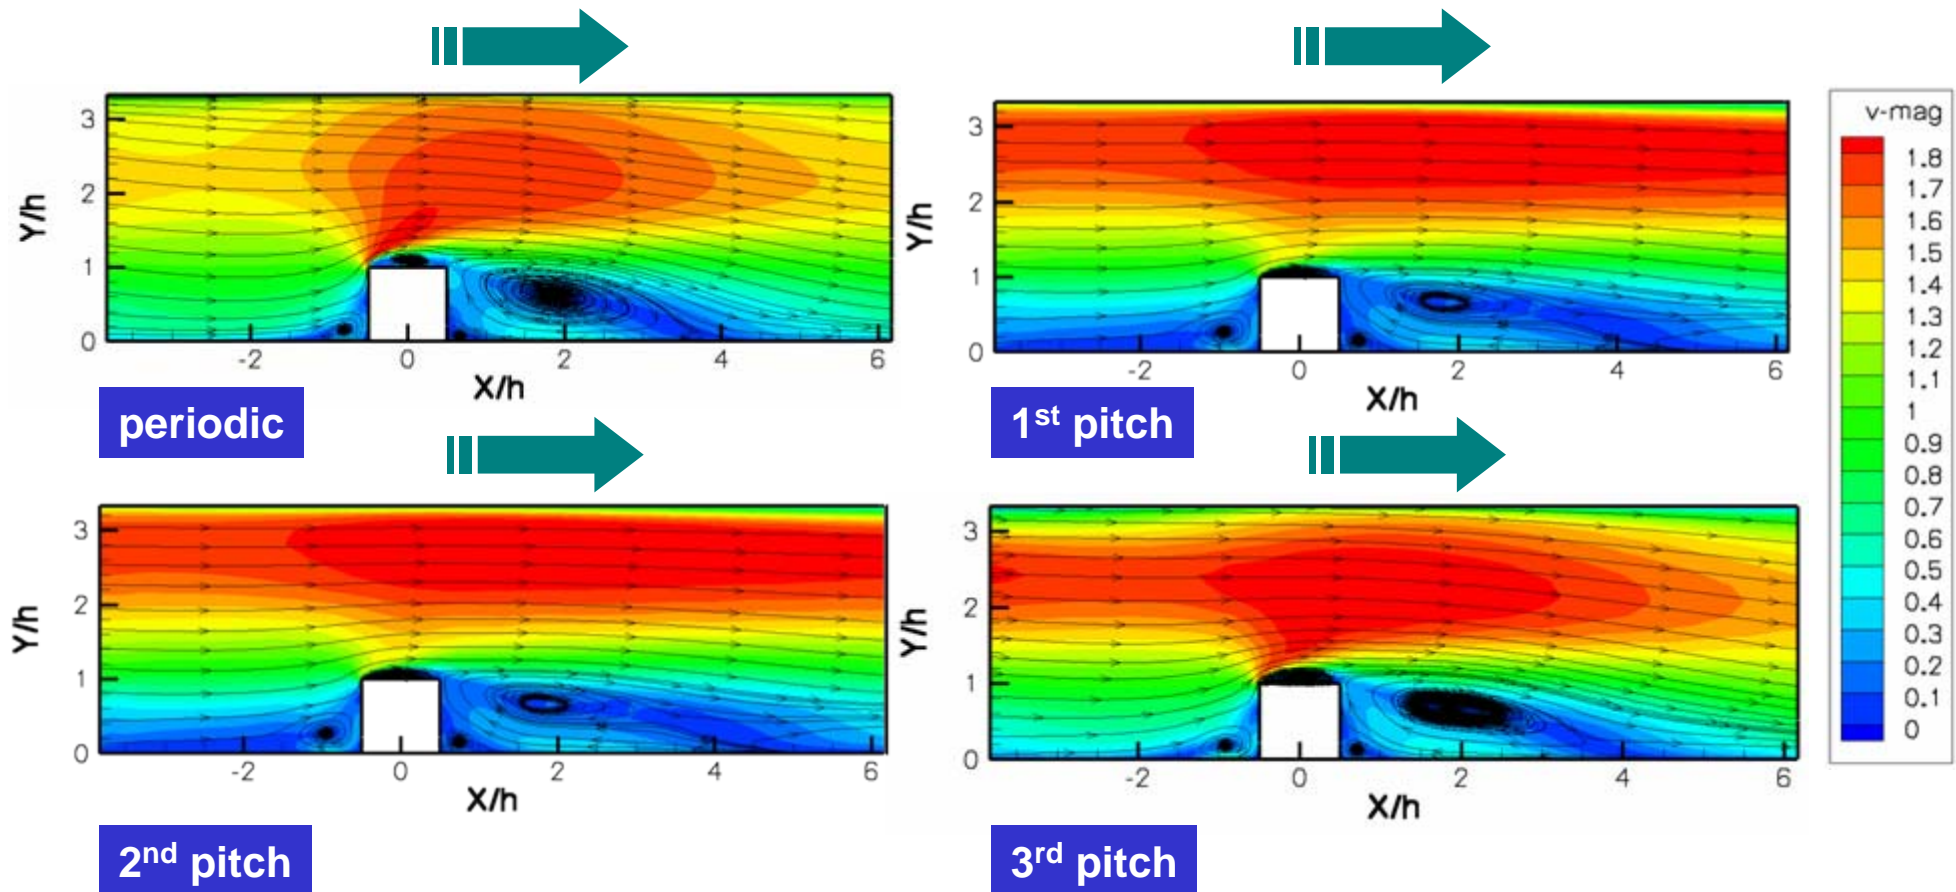 3
2
1
0
Y/h
-2 0 2 4 6
X/h
periodic
3
2
1
0
Y/h
-2 0 2 4 6
X/h
1st pitch
v-mag
1.8
1.7
1.6
1.5
1.4
1.3
1.2
1.1
1
0.9
0.8
0.7
0.6
0.5
0.4
0.3
0.2
0.1
0
3
2
1
0
Y/h
-2 0 2 4 6
X/h
2nd pitch
3
2
1
0
Y/h
-2 0 2 4 6
X/h
3rd pitch